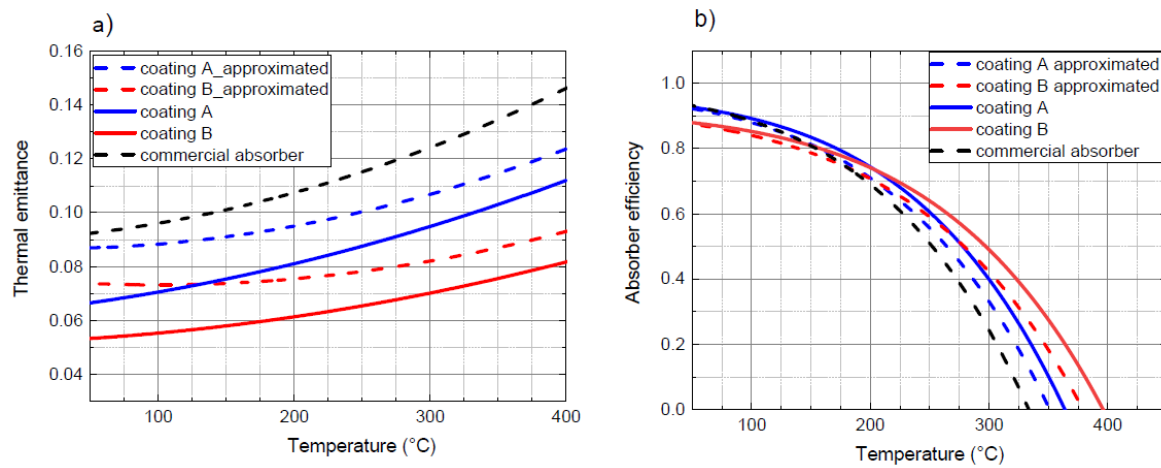 a)
0.16
0.14
0.12
0.10
0.08
0.06
0.04
coating A_approximated
coating B_approximated
coating A
coating B
commercial absorber
100
200
300
400
Thermal emittance
Temperature (°C)
b)
1.0
0.8
0.6
0.4
0.2
0.0
coating A approximated
coating B approximated
coating A
coating B
commercial absorber
100
200
300
400
Absorber efficiency
Temperature (°C)